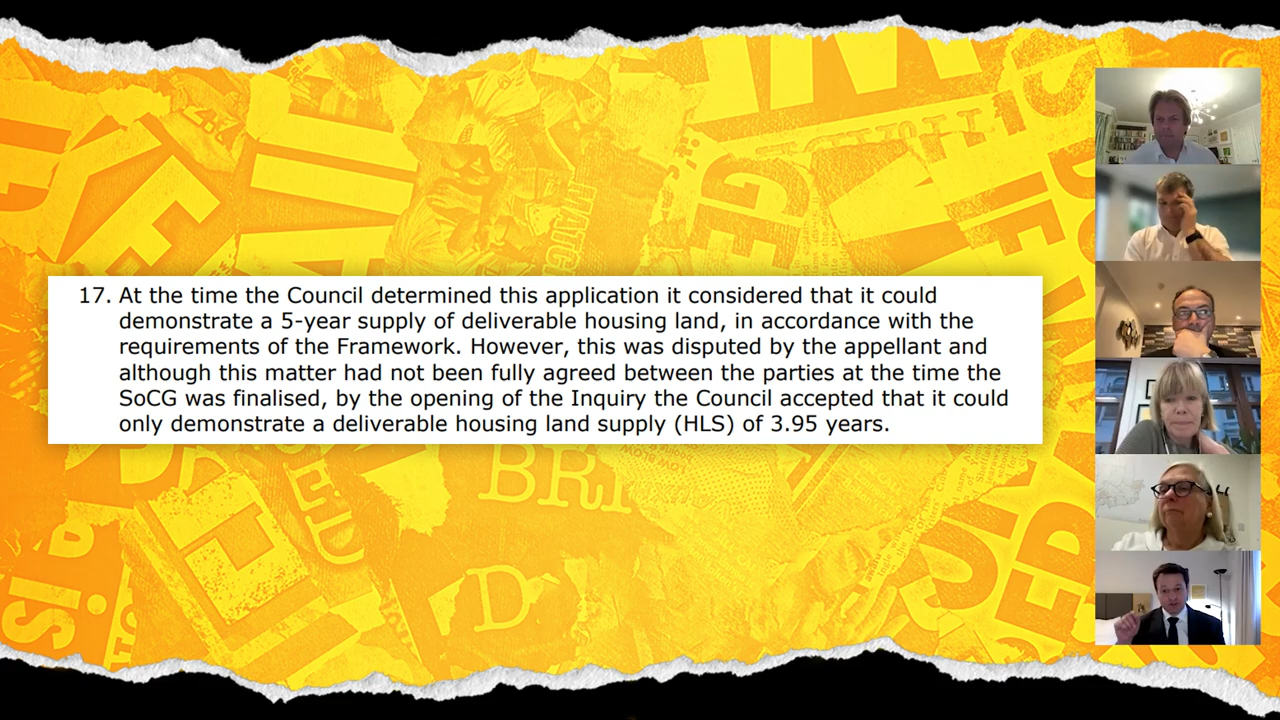 17. At the time the Council determined this application it considered that it could
demonstrate a 5-year supply of deliverable housing land, in accordance with the
requirements of the Framework. However, this was disputed by the appellant and
although this matter had not been fully agreed between the parties at the time the
SoCG was finalised, by the opening of the Inquiry the Council accepted that it could
only demonstrate a deliverable housing land supply (HLS) of 3.95 years.